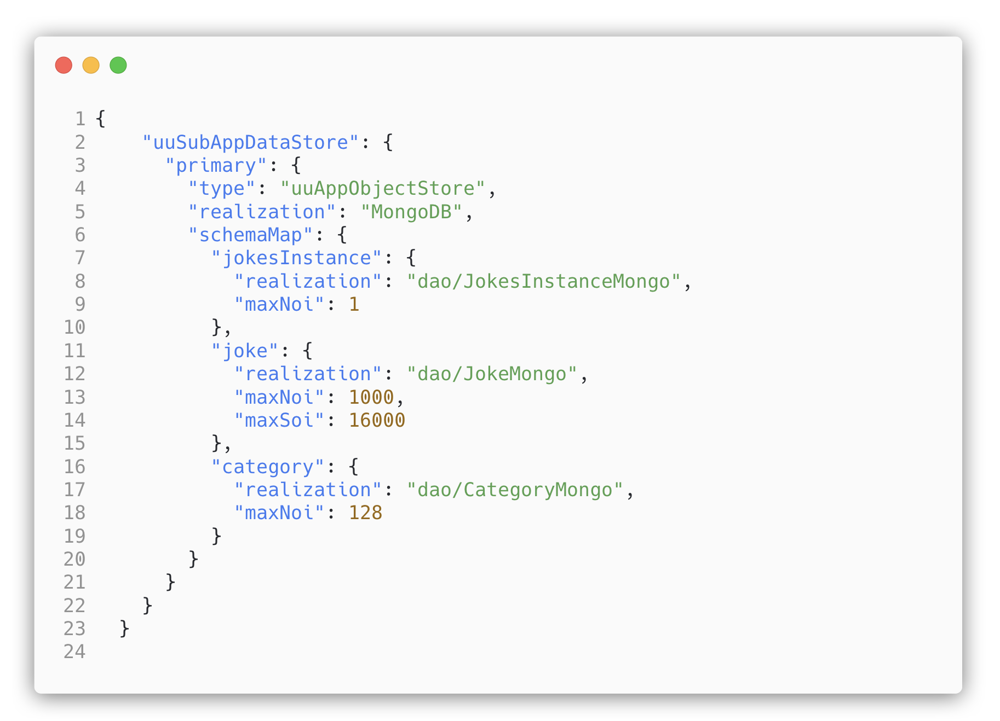 1 {
2     "uuSubAppDataStore": {
3       "primary": {
4         "type": "uuAppObjectStore",
5         "realization": "MongoDB",
6         "schemaMap": {
7           "jokesInstance": {
8             "realization": "dao/JokesInstanceMongo",
9             "maxNoi": 1
10           },
11           "joke": {
12             "realization": "dao/JokeMongo",
13             "maxNoi": 1000,
14             "maxSoi": 16000
15           },
16           "category": {
17             "realization": "dao/CategoryMongo",
18             "maxNoi": 128
19           }
20         }
21       }
22     }
23   }
24